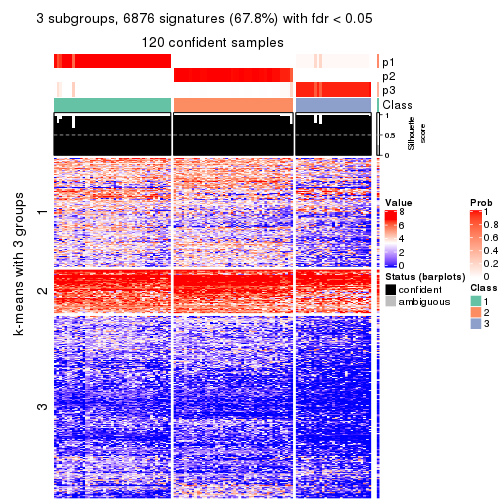 3 subgroups, 6876 signatures (67.8%) with fdr < 0.05
120 confident samples
p1
p2
p3
Class
1
0.5
0
Silhouette
score
k-means with 3 groups
1
2
3
Value
8
6
4
2
0
Status (barplots)
confident
ambiguous
Prob
1
0.8
0.6
0.4
0.2
0
Class
1
2
3